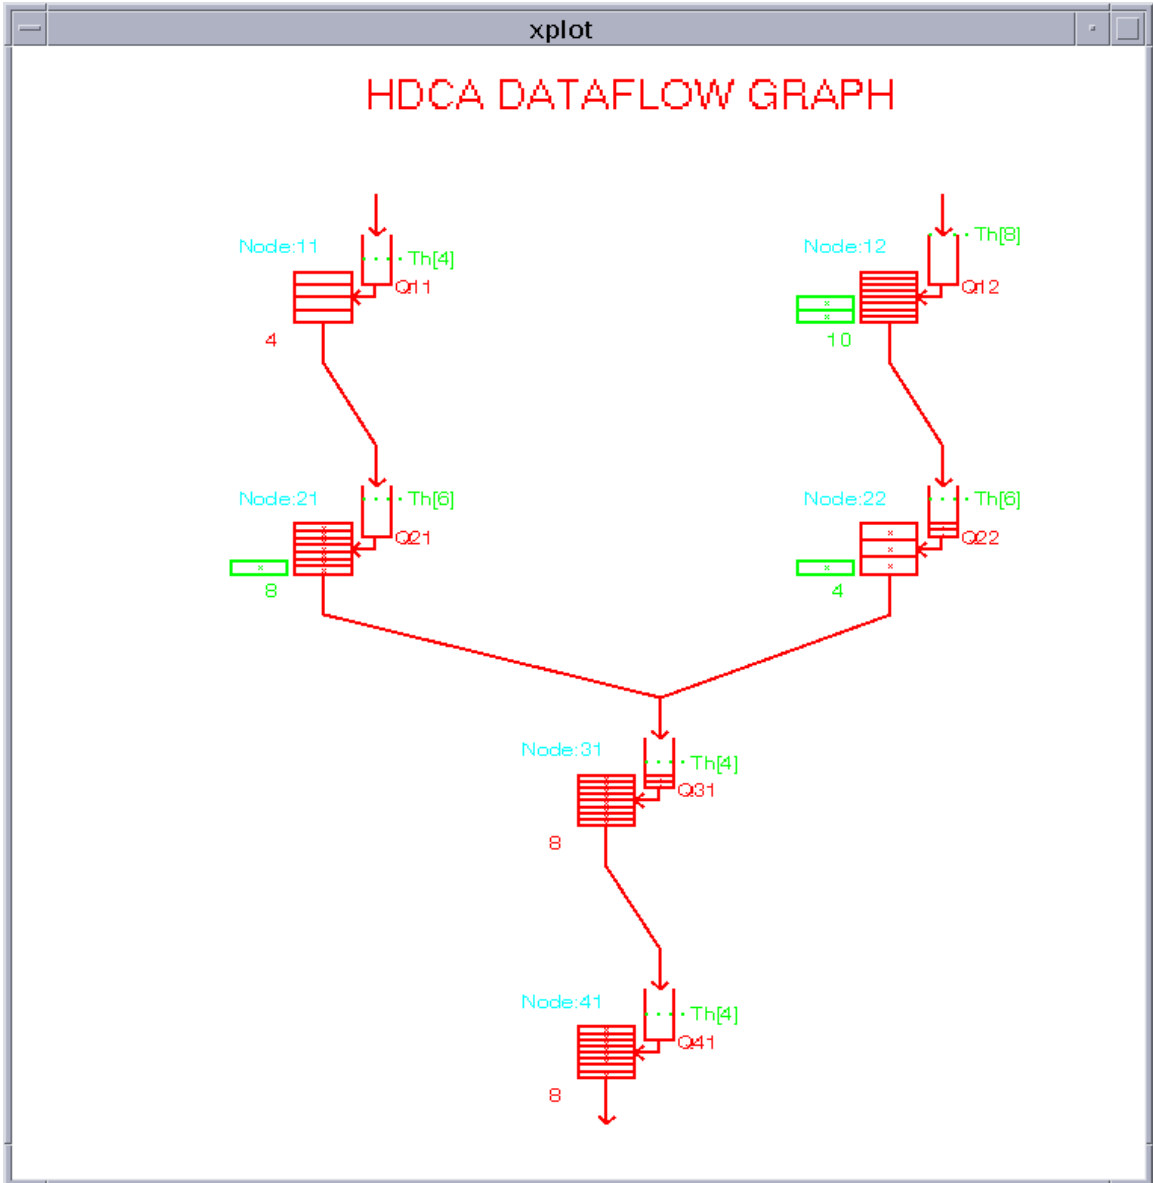 xplot
HDCA DATAFLOW GRAPH
Node:11
Th[4]
Q11
4
Node:12
Th[8]
Q12
10
Node:21
Th[6]
Q21
8
Node:22
Th[6]
Q22
4
Node:31
Th[4]
Q31
8
Node:41
Th[4]
Q41
8